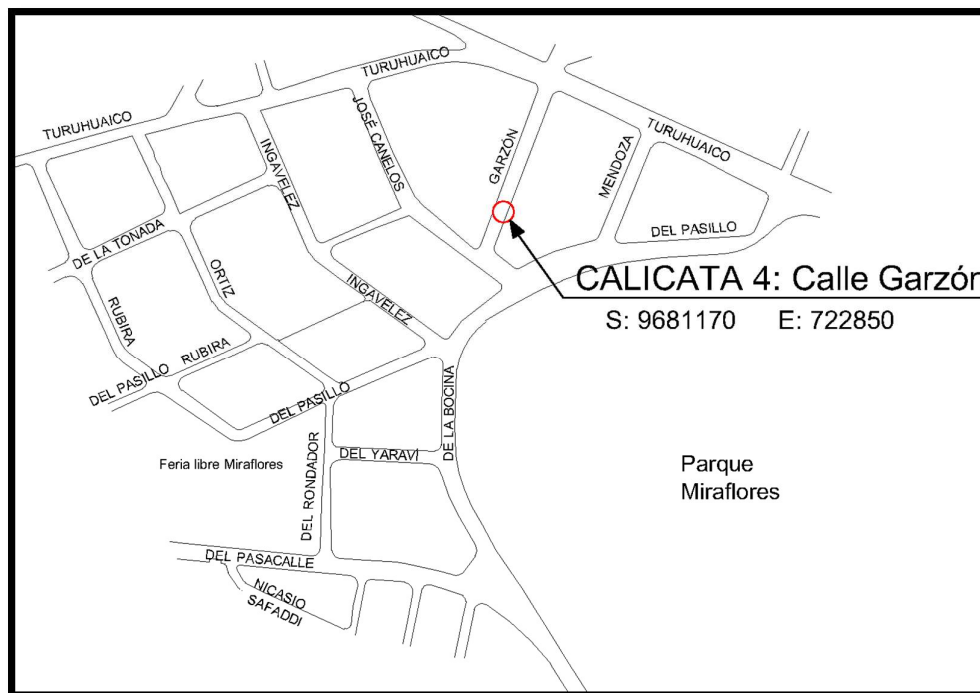 TURUHUAICO
TURUHUAICO
TURUHUAICO
JOSÉ CANELOS
INGAVELEZ
GARZÓN
MENDOZA
DEL PASILLO
DE LA TONADA
ORTIZ
RUBIRA
INGAVELEZ
CALICATA 4: Calle Garzón
S: 9681170 E: 722850
RUBIRA
DEL PASILLO
DEL PASILLO
DE LA BOCINA
DEL YARAVÍ
DEL RONDADOR
Feria libre Miraflores
Parque
Miraflores
DEL PASACALLE
NICASIO
SAFADDI